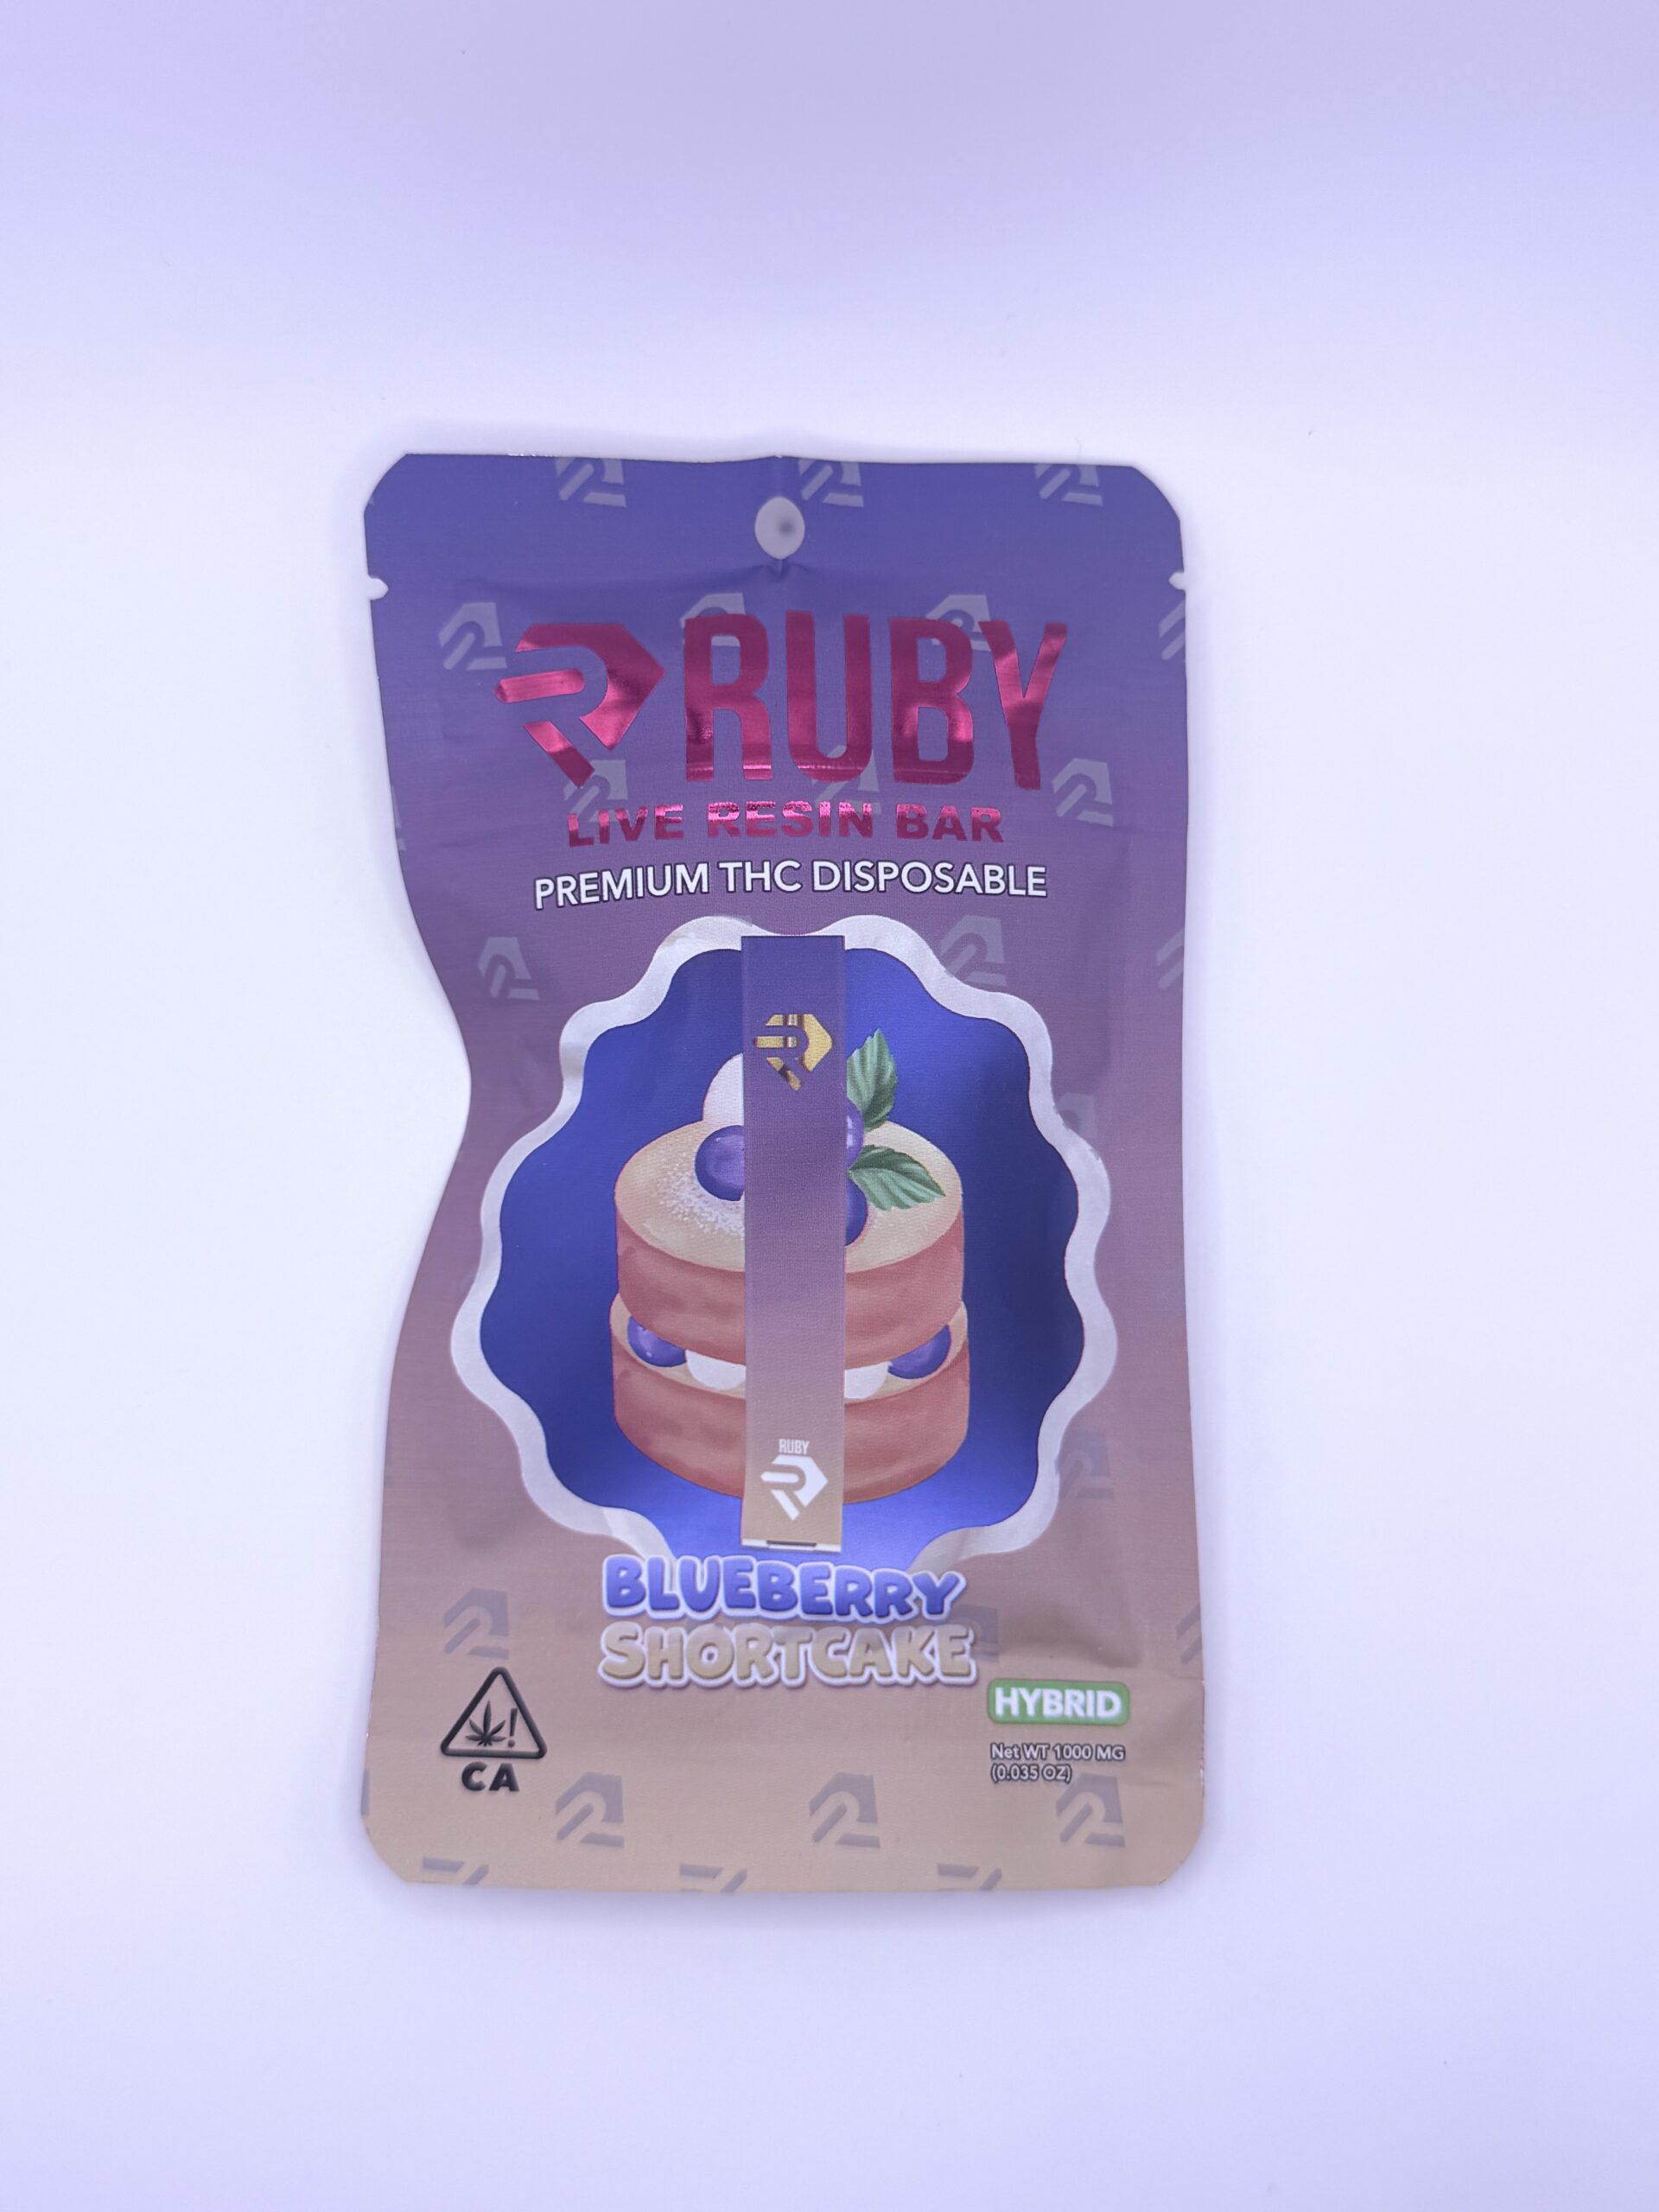 RUBY
LIVE RESIN BAR
PREMIUM THC DISPOSABLE
RUBY
BLUEBERRY
SHORTCAKE
HYBRID
Net WT 1000 MG
(0.035 OZ)
CA